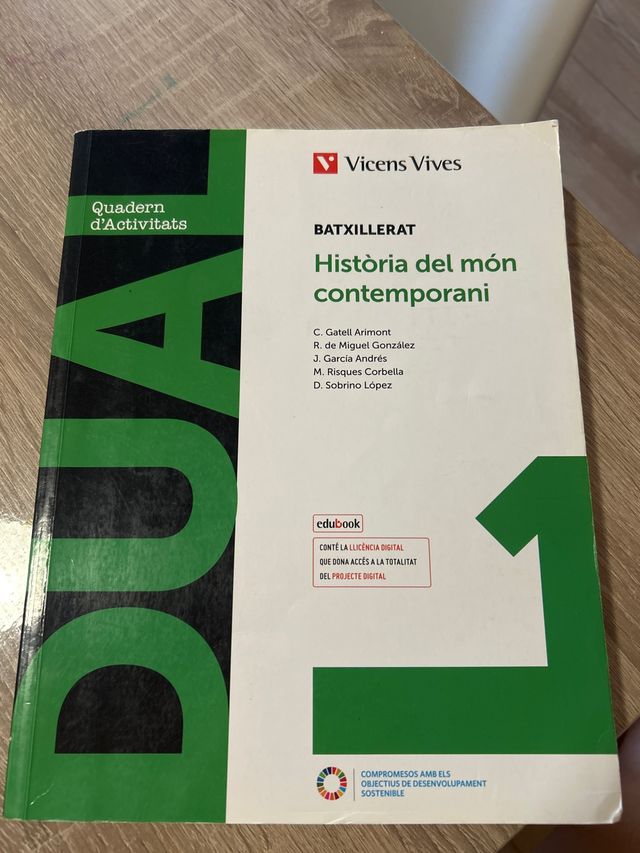 Quadern
d'Activitats
DUAL
Vicens Vives
BATXILLERAT
Història del món
contemporani
C. Gatell Arimont
R. de Miguel González
J. García Andrés
M. Risques Corbella
D. Sobrino López
1
edubook
CONTÉ LA LLICÈNCIA DIGITAL
QUE DONA ACCÉS A LA TOTALITAT
DEL PROJECTE DIGITAL
COMPROMESOS AMB ELS
OBJECTIUS DE DESENVOLUPAMENT
SOSTENIBLE